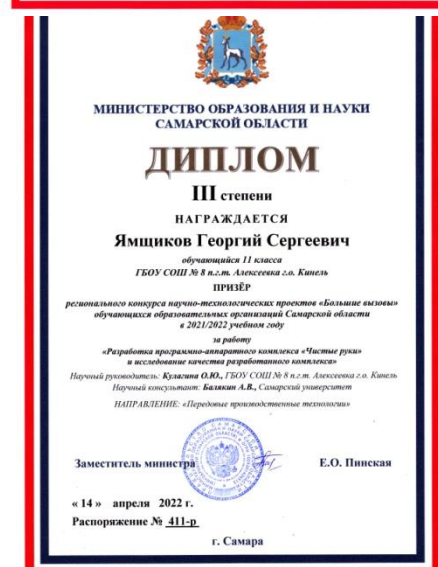 МИНИСТЕРСТВО ОБРАЗОВАНИЯ И НАУКИ
САМАРСКОЙ ОБЛАСТИ
ДИПЛОМ
III степени
НАГРАЖДАЕТСЯ
Ямщиков Георгий Сергеевич
обучающийся 11 класса
ГБОУ СОШ № 8 п.г.т. Алексеевка г.о. Кинель
ПРИЗЁР
регионального конкурса научно-технологических проектов «Большие вызовы»
обучающихся образовательных организаций Самарской области
в 2021/2022 учебном году
за работу
«Разработка программно-аппаратного комплекса «Чистые руки»
и исследование качества разработанного комплекса»
Научный руководитель: Кулагина О.Ю., ГБОУ СОШ № 8 п.г.т. Алексеевка г.о. Кинель
Научный консультант: Балякин А.В., Самарский университет
НАПРАВЛЕНИЕ: «Передовые производственные технологии»
Заместитель министра Е.О. Пинская
« 14 » апреля 2022 г.
Распоряжение № 411-р
г. Самара